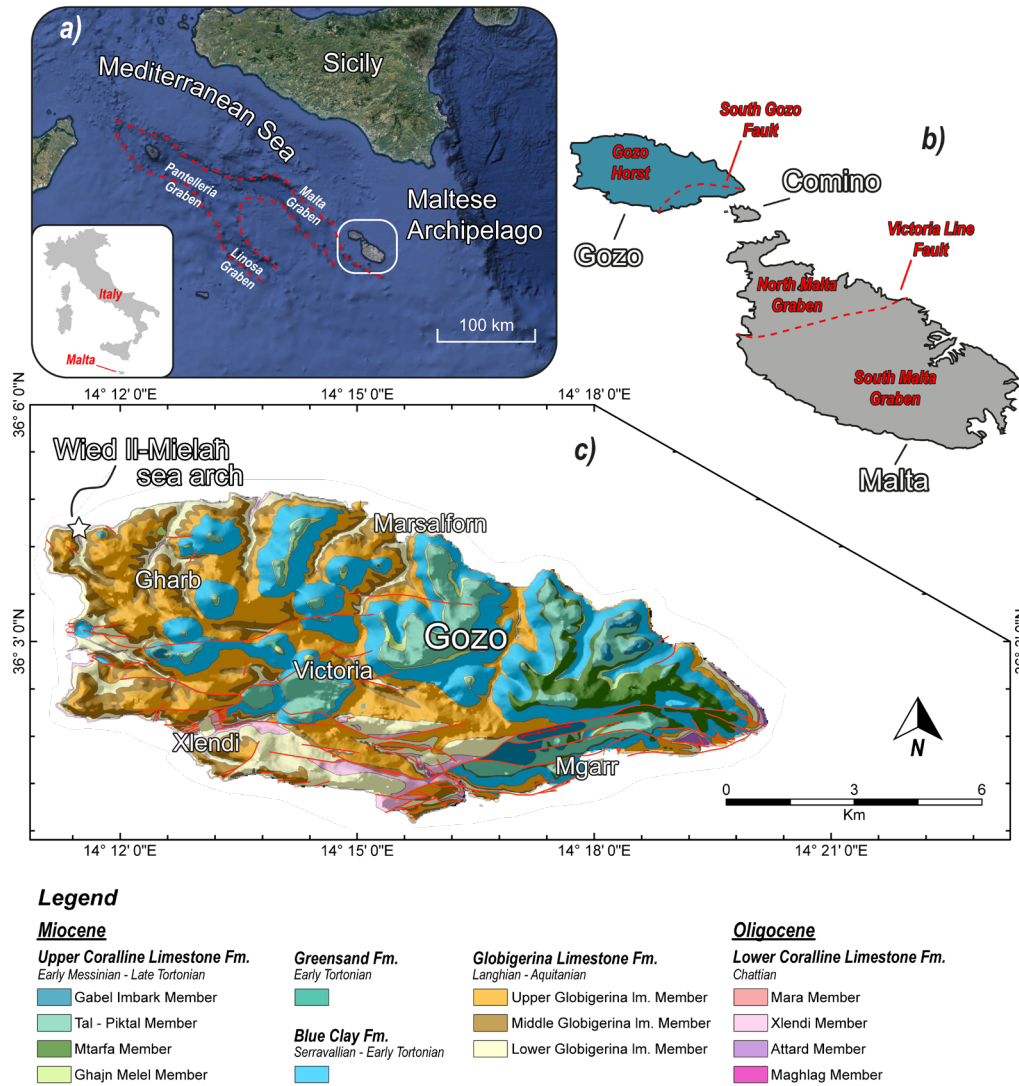 a)
Mediterranean Sea
Sicily
Pantelleria
Graben
Malta
Graben
Linosa
Graben
Maltese
Archipelago
Italy
Malta
100 km
b)
South Gozo
Fault
Gozo
Horst
Gozo
Comino
Victoria Line
Fault
North Malta
Graben
South Malta
Graben
Malta
14° 12' 0"E
14° 15' 0"E
14° 18' 0"E
36° 6' 0"N
36° 3' 0"N
c)
Wied Il-Mielaħ
sea arch
Marsalforn
Gharb
Gozo
Victoria
Xlendi
Mgarr
N
0
3
6
Km
14° 12' 0"E
14° 15' 0"E
14° 18' 0"E
14° 21' 0"E
Legend
Miocene
Upper Coralline Limestone Fm.
Early Messinian - Late Tortonian
Gabel Imbark Member
Tal - Piktal Member
Mtarfa Member
Ghajn Melel Member
Greensand Fm.
Early Tortonian
Blue Clay Fm.
Serravallian - Early Tortonian
Globigerina Limestone Fm.
Langhian - Aquitanian
Upper Globigerina lm. Member
Middle Globigerina lm. Member
Lower Globigerina lm. Member
Oligocene
Lower Coralline Limestone Fm.
Chattian
Mara Member
Xlendi Member
Attard Member
Maghlag Member